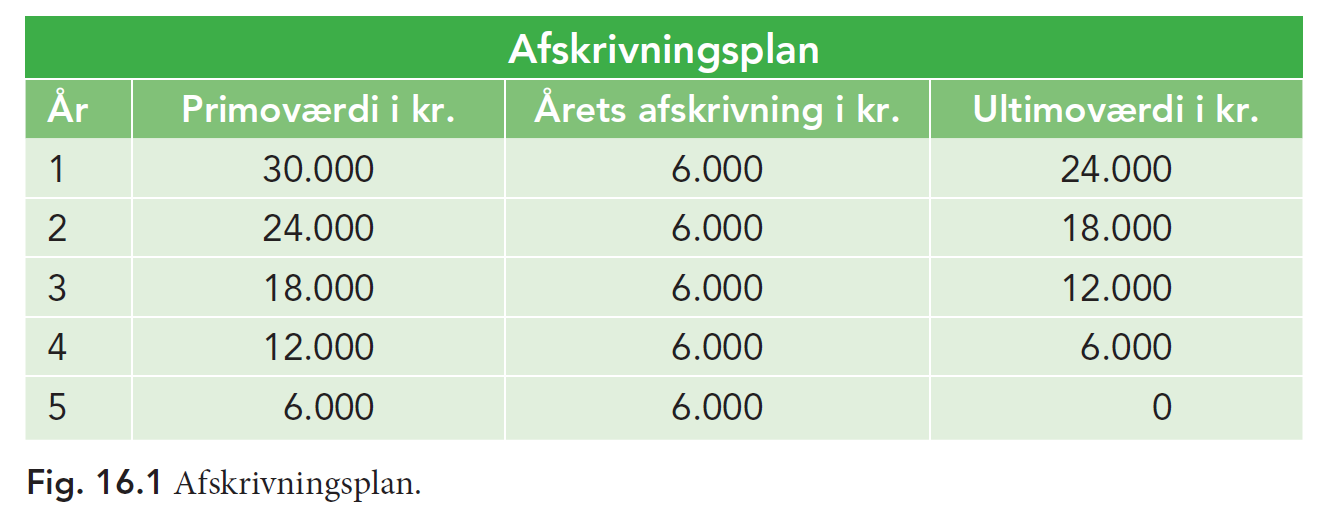 Afskrivningsplan
År Primoværdi i kr. Årets afskrivning i kr. Ultimoværdi i kr.
1 30.000 6.000 24.000
2 24.000 6.000 18.000
3 18.000 6.000 12.000
4 12.000 6.000 6.000
5 6.000 6.000 0
Fig. 16.1 Afskrivningsplan.